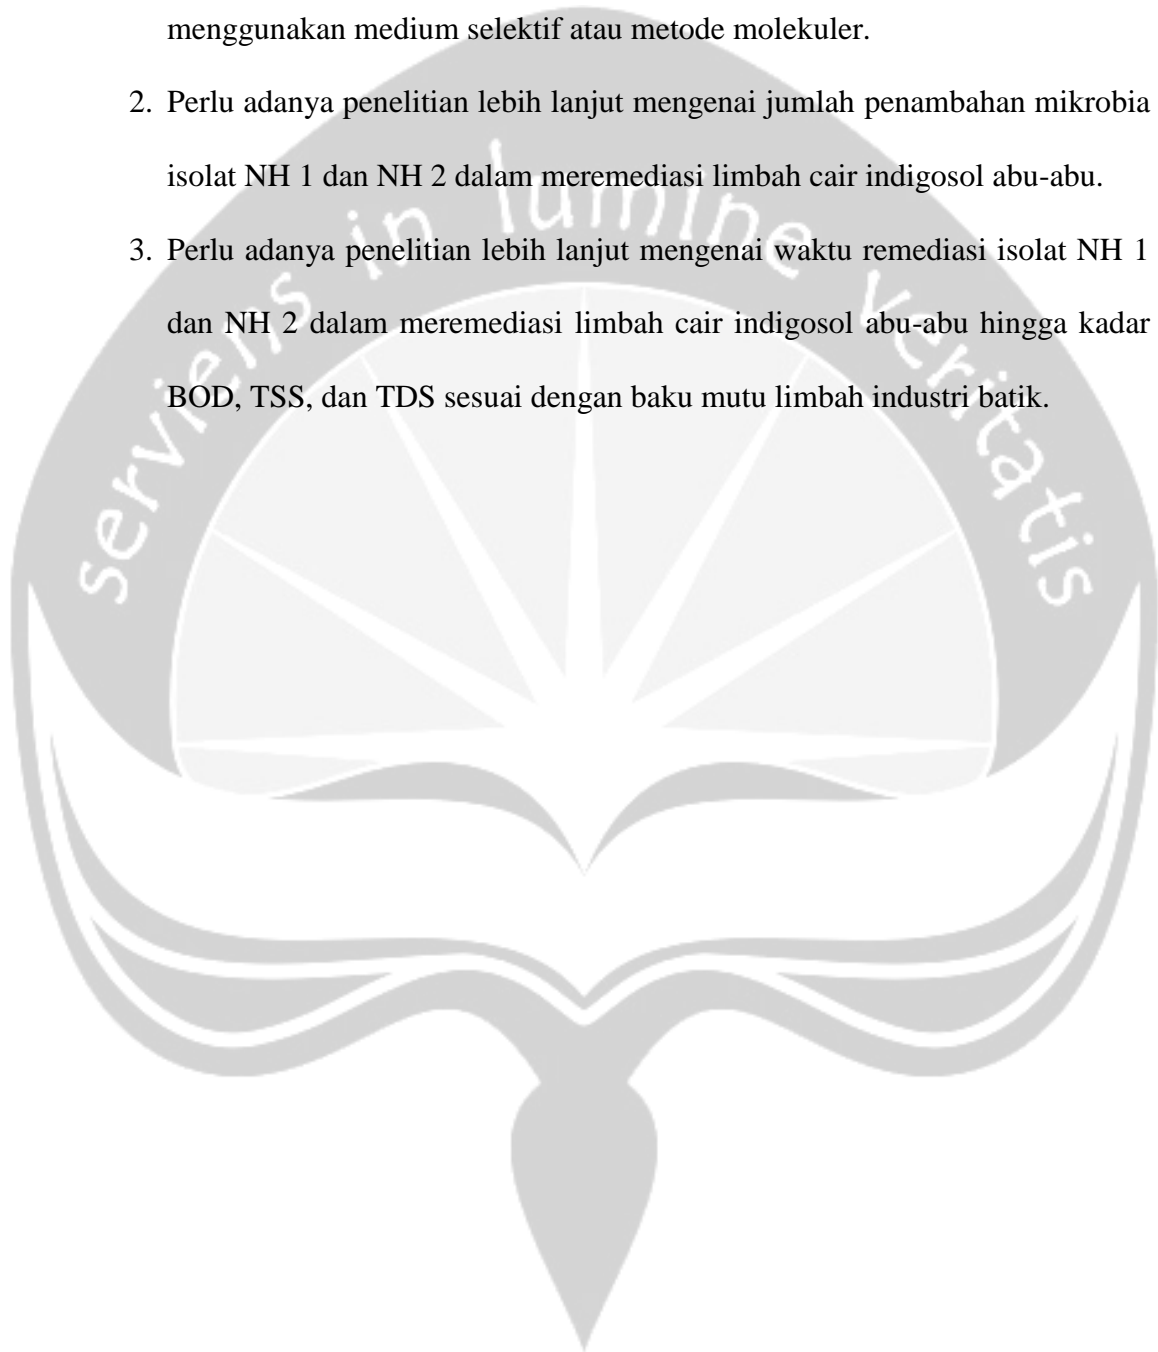 menggunakan medium selektif atau metode molekuler.
2. Perlu adanya penelitian lebih lanjut mengenai jumlah penambahan mikrobia
isolat NH 1 dan NH 2 dalam meremediasi limbah cair indigosol abu-abu.
3. Perlu adanya penelitian lebih lanjut mengenai waktu remediasi isolat NH 1
dan NH 2 dalam meremediasi limbah cair indigosol abu-abu hingga kadar
BOD, TSS, dan TDS sesuai dengan baku mutu limbah industri batik.
serviens in lumine veritatis